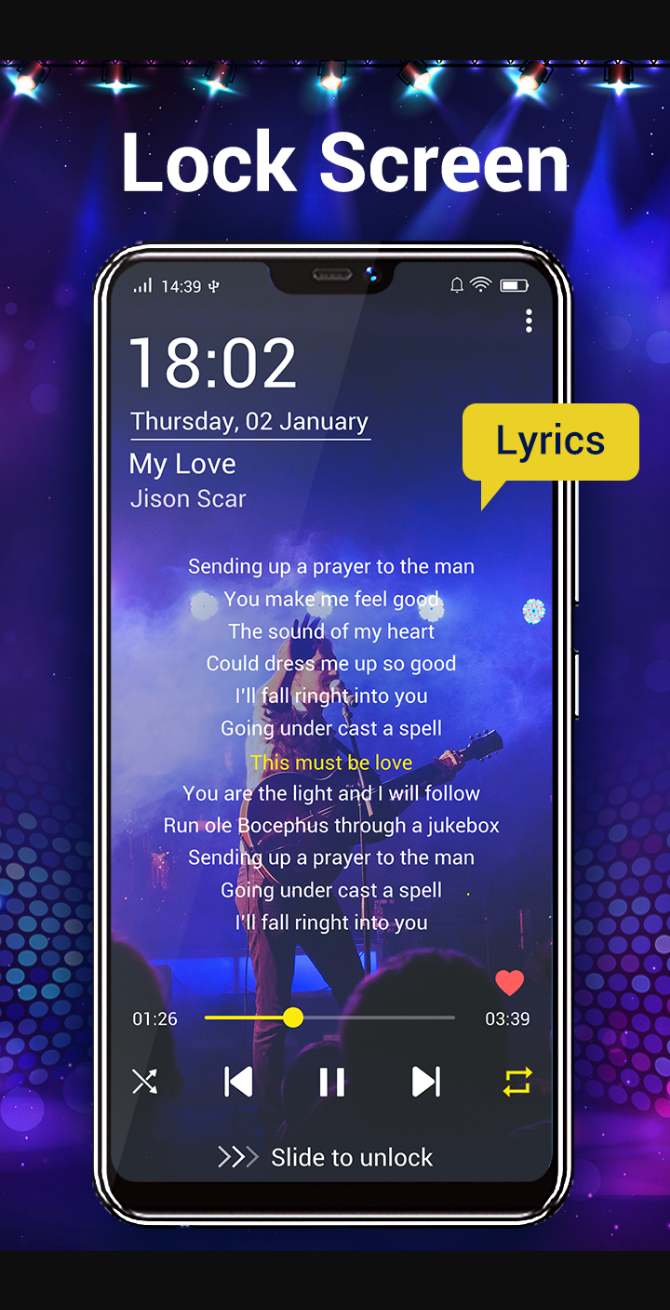 Lock Screen
14:39
18:02
Thursday, 02 January
Lyrics
My Love
Jison Scar
Sending up a prayer to the man
You make me feel good
The sound of my heart
Could dress me up so good
I'll fall ringht into you
Going under cast a spell
This must be love
You are the light and I will follow
Run ole Bocephus through a jukebox
Sending up a prayer to the man
Going under cast a spell
I'll fall ringht into you
01:26 03:39
>>> Slide to unlock